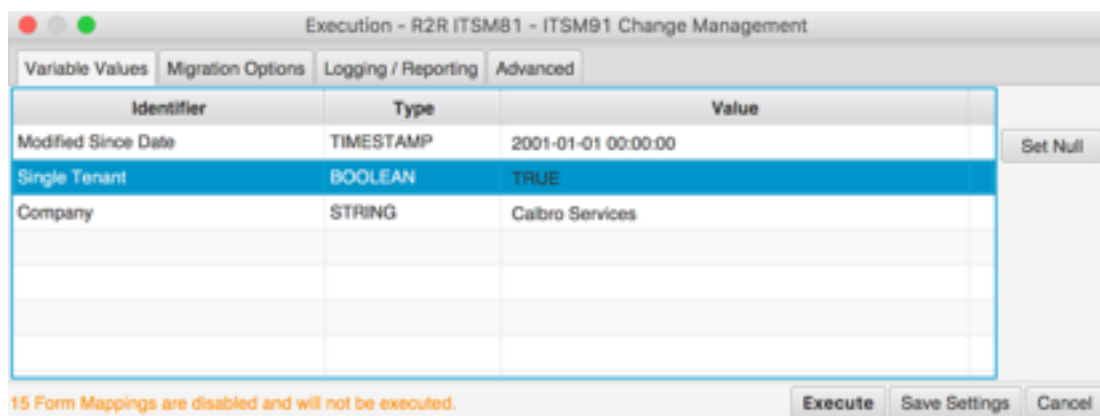 Execution - R2R ITSM81 - ITSM91 Change Management
Variable Values Migration Options Logging / Reporting Advanced
Identifier Type Value
Modified Since Date TIMESTAMP 2001-01-01 00:00:00
Set Null
Single Tenant BOOLEAN TRUE
Company STRING Calbro Services
15 Form Mappings are disabled and will not be executed.
Execute Save Settings Cancel